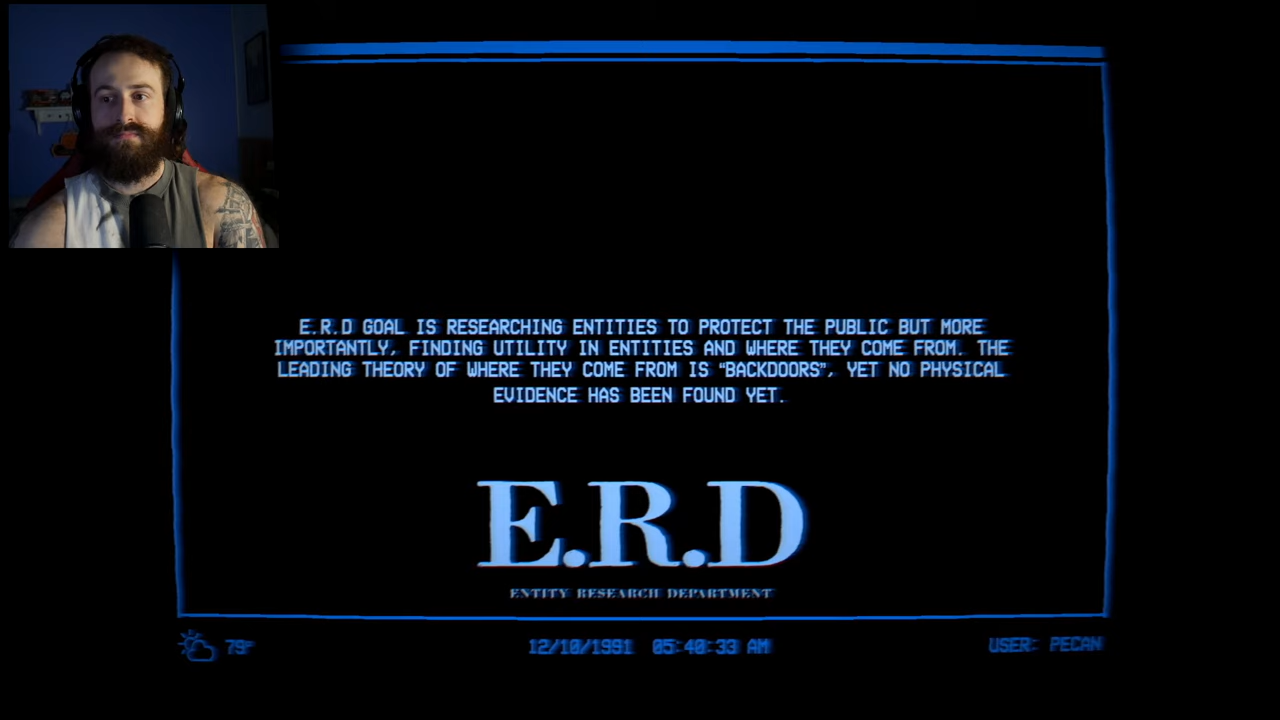 E.R.D GOAL IS RESEARCHING ENTITIES TO PROTECT THE PUBLIC BUT MORE
IMPORTANTLY, FINDING UTILITY IN ENTITIES AND WHERE THEY COME FROM. THE
LEADING THEORY OF WHERE THEY COME FROM IS “BACKDOORS”, YET NO PHYSICAL
EVIDENCE HAS BEEN FOUND YET.
E.R.D
ENTITY RESEARCH DEPARTMENT
79° 12/10/1991 05:40:33 AM USER: PECAN